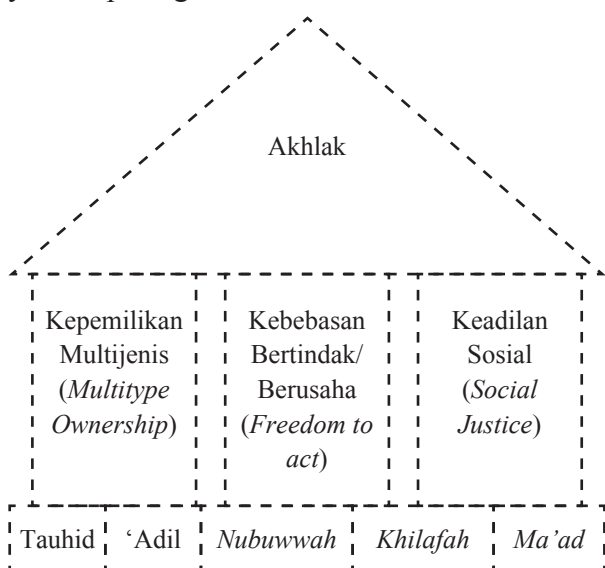 Akhlak
Kepemilikan
Multijenis
(Multitype
Ownership)
Kebebasan
Bertindak/
Berusaha
(Freedom to
act)
Keadilan
Sosial
(Social
Justice)
Tauhid
‘Adil
Nubuwwah
Khilafah
Ma’ad